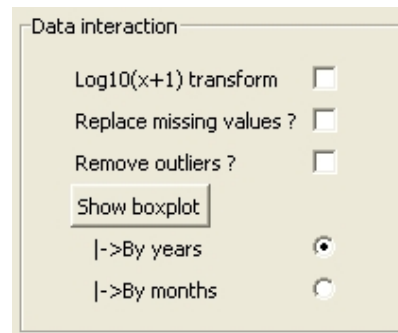 Data interaction
Log10(x+1) transform
Replace missing values ?
Remove outliers ?
Show boxplot
|->By years
|->By months